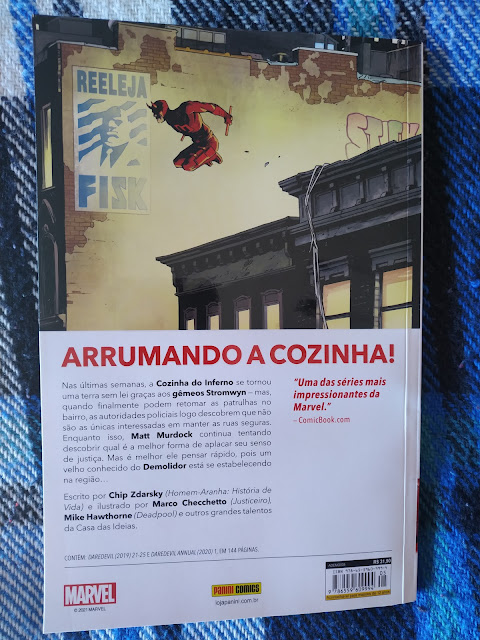 REELEJA
FISK
ARRUMANDO A COZINHA!
Nas últimas semanas, a Cozinha do Inferno se tornou
uma terra sem lei graças aos gêmeos Stromwyn – mas,
quando finalmente podem retomar as patrulhas no
bairro, as autoridades policiais logo descobrem que não
são as únicas interessadas em manter as ruas seguras.
Enquanto isso, Matt Murdock continua tentando
descobrir qual é a melhor forma de aplacar seu senso
de justiça. Mas é melhor ele pensar rápido, pois um
velho conhecido do Demolidor está se estabelecendo
na região...
Escrito por Chip Zdarsky (Homem-Aranha: História de
Vida) e ilustrado por Marco Checchetto (Justiceiro),
Mike Hawthorne (Deadpool) e outros grandes talentos
da Casa das Ideias.
"Uma das séries mais
impressionantes da
Marvel."
– ComicBook.com
CONTÉM: DAREDEVIL (2019) 21-25 E DAREDEVIL ANNUAL (2020) 1, EM 144 PÁGINAS.
MARVEL
© 2021 MARVEL
PANINI COMICS
lojapanini.com.br
R$ 31,90